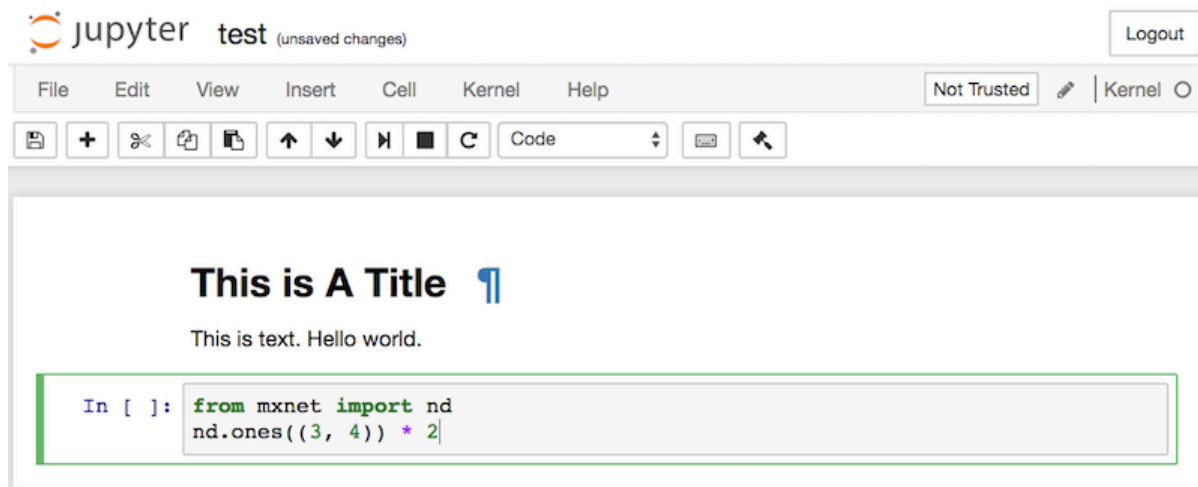 jupyter test (unsaved changes) Logout
File Edit View Insert Cell Kernel Help Not Trusted Kernel
Code
This is A Title ¶
This is text. Hello world.
In [ ]: from mxnet import nd
nd.ones((3, 4)) * 2